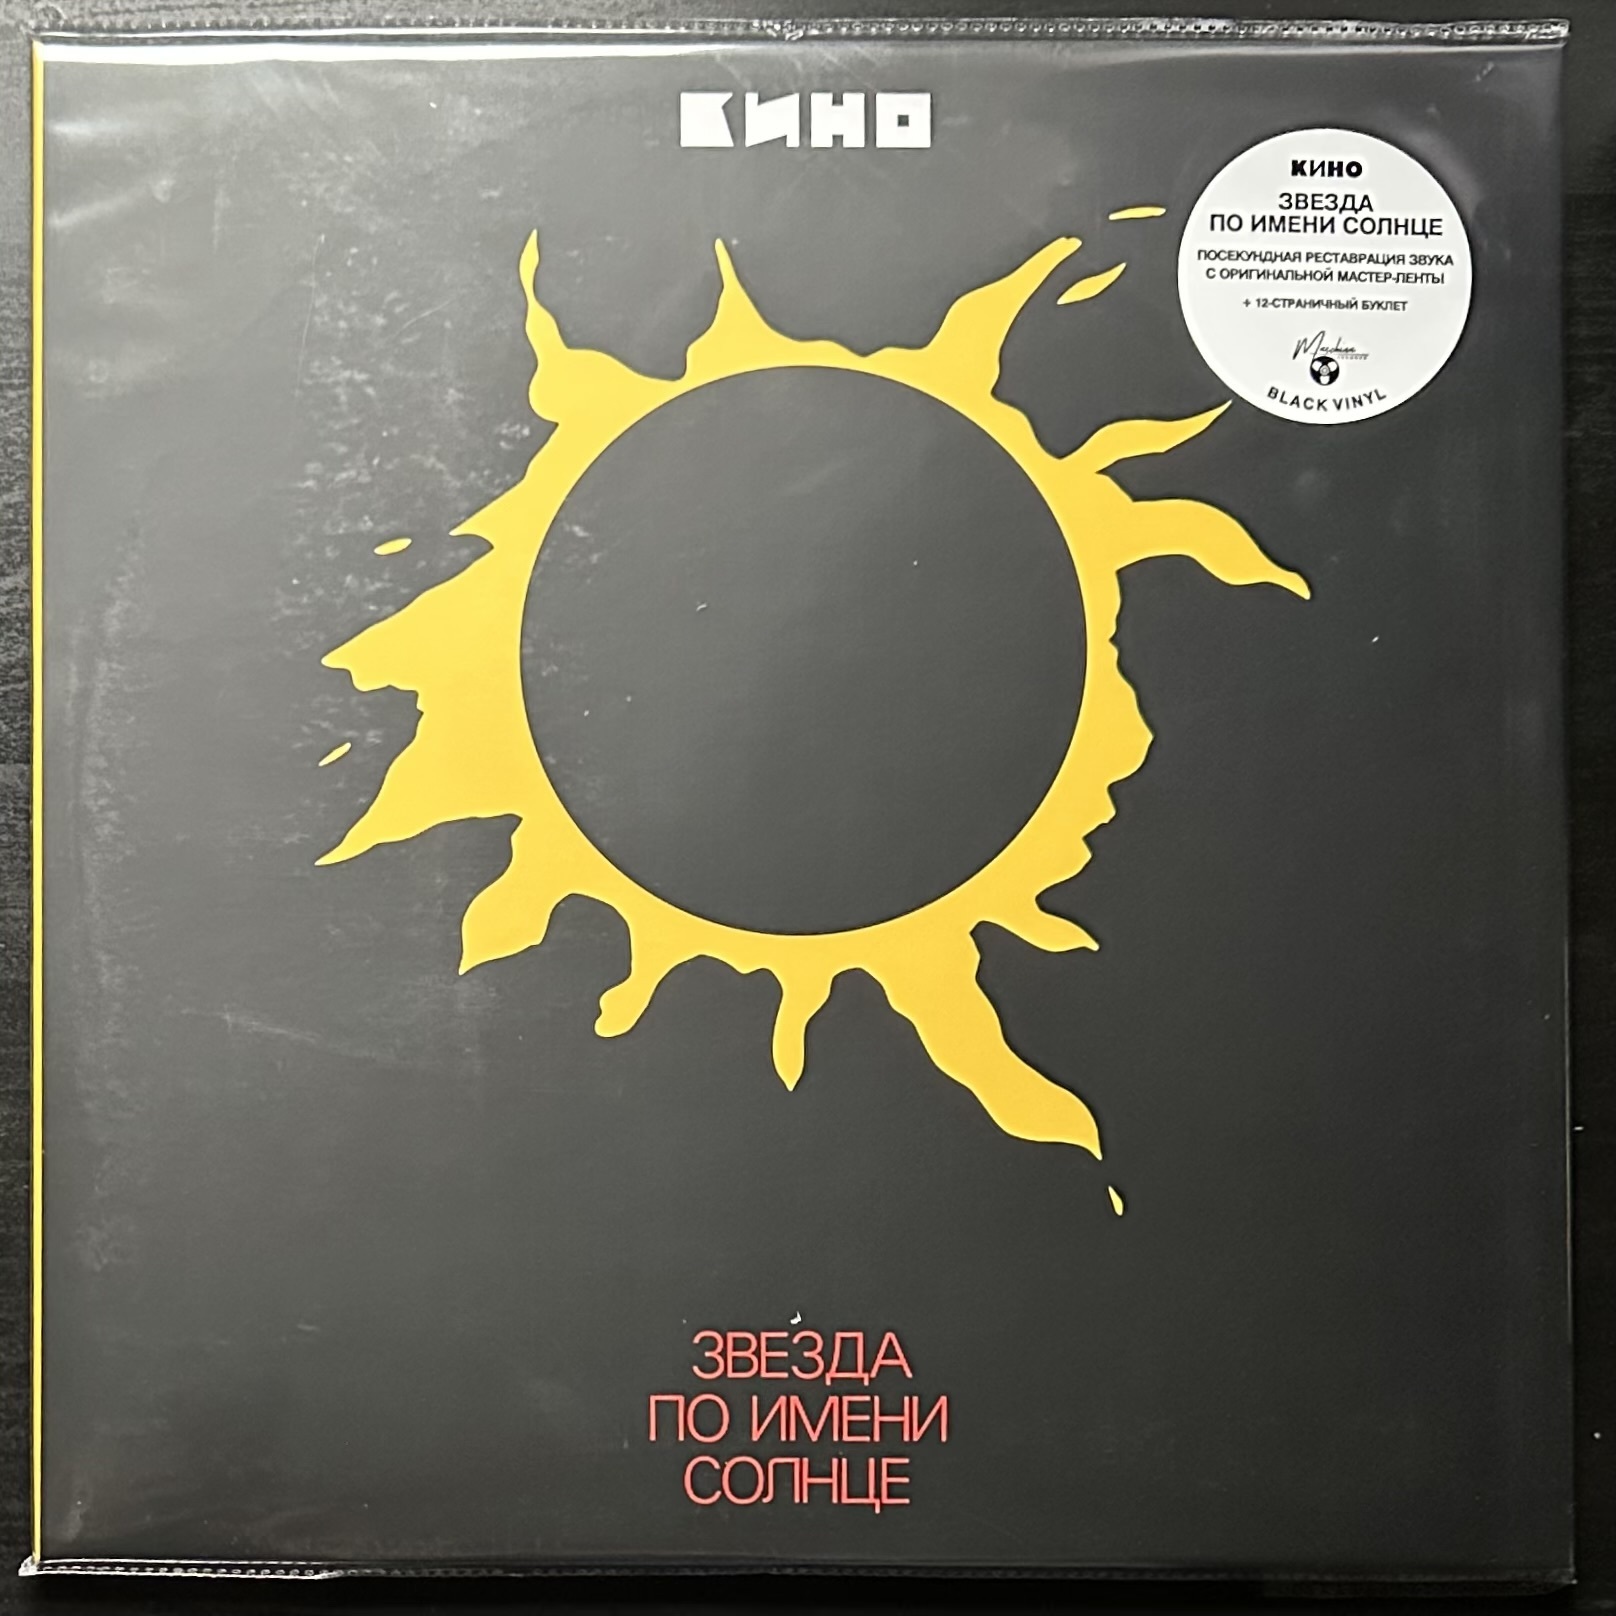 КИНО
КИНО
ЗВЕЗДА
ПО ИМЕНИ СОЛНЦЕ
ПОСЕКУНДНАЯ РЕСТАВРАЦИЯ ЗВУКА
С ОРИГИНАЛЬНОЙ МАСТЕР-ЛЕНТЫ
+ 12-СТРАНИЧНЫЙ БУКЛЕТ
BLACK VINYL
ЗВЕЗДА
ПО ИМЕНИ
СОЛНЦЕ